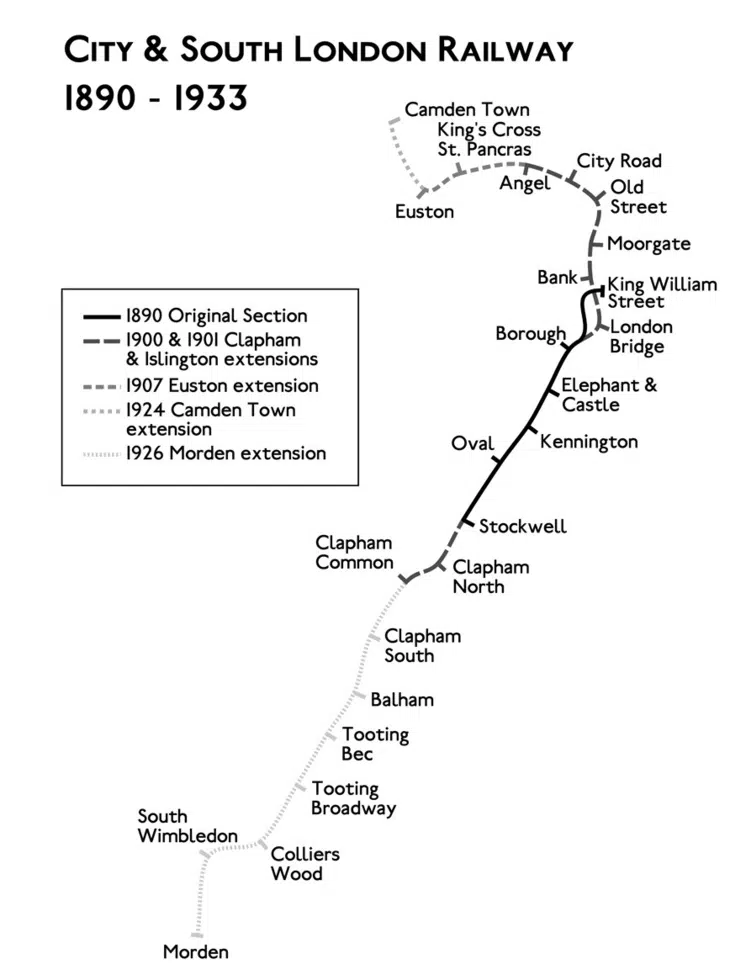 CITY & SOUTH LONDON RAILWAY
1890 - 1933
Camden Town
King's Cross
St. Pancras
City Road
Angel
Old
Street
Euston
Moorgate
Bank
King William
Street
1890 Original Section
1900 & 1901 Clapham
& Islington extensions
1907 Euston extension
1924 Camden Town
extension
1926 Morden extension
London
Bridge
Borough
Elephant &
Castle
Oval
Kennington
Stockwell
Clapham
Common
Clapham
North
Clapham
South
Balham
Tooting
Bec
Tooting
Broadway
South
Wimbledon
Colliers
Wood
Morden